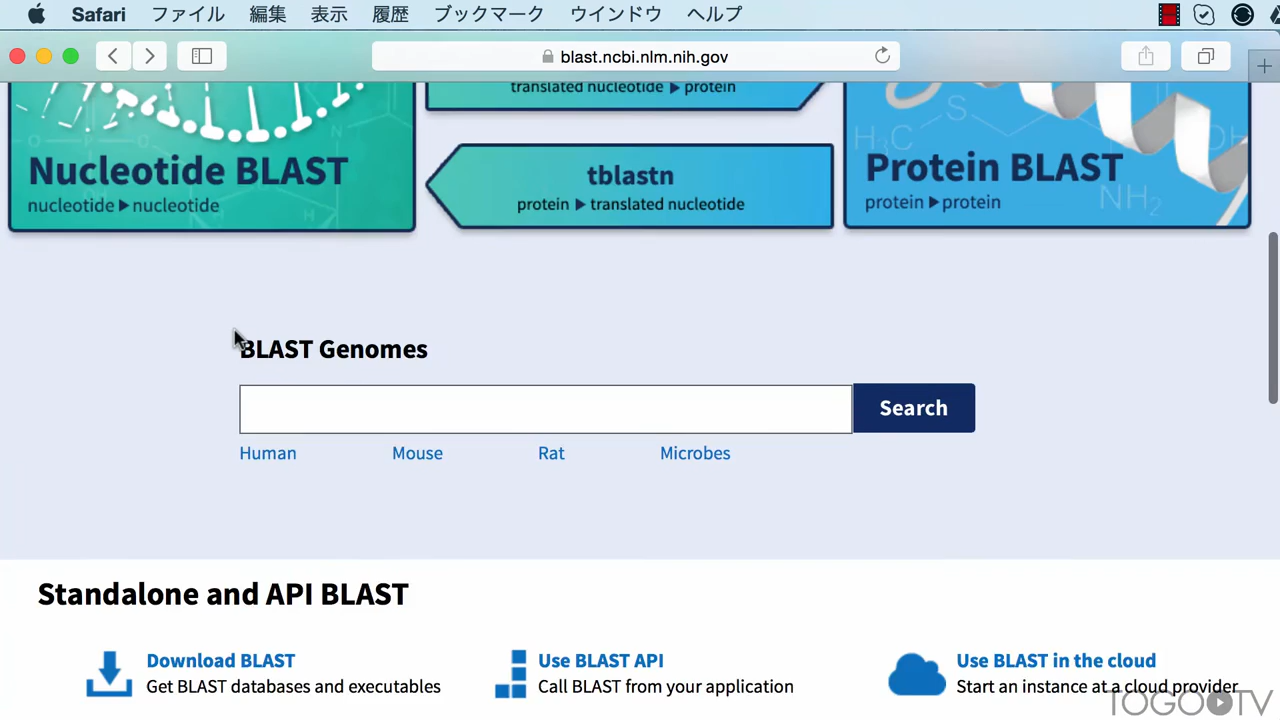 Safari ファイル 編集 表示 履歴 ブックマーク ウインドウ ヘルプ
blast.ncbi.nlm.nih.gov
translated nucleotide ▶ protein
Nucleotide BLAST
nucleotide ▶ nucleotide
tblastn
protein ▶ translated nucleotide
Protein BLAST
protein ▶ protein
H₃C
S
NH₂
BLAST Genomes
Search
Human Mouse Rat Microbes
Standalone and API BLAST
Download BLAST
Get BLAST databases and executables
Use BLAST API
Call BLAST from your application
Use BLAST in the cloud
Start an instance at a cloud provider
TOGO TV